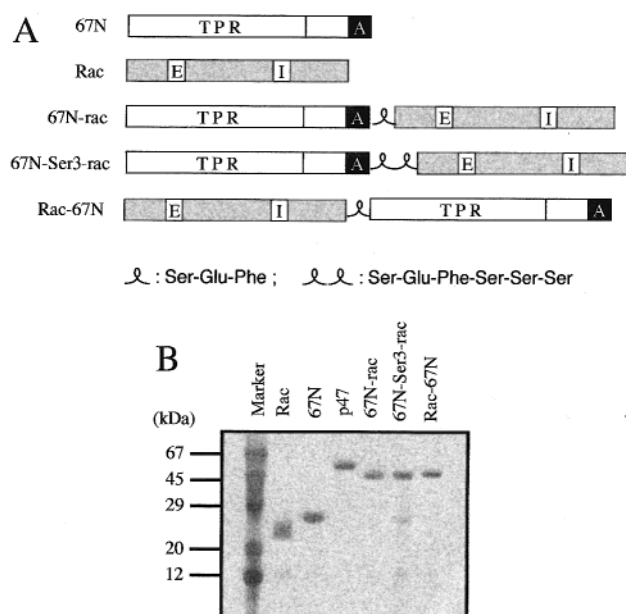 A
67N TPR A
Rac E I
67N-rac TPR A E I
67N-Ser3-rac TPR A E I
Rac-67N E I TPR A
: Ser-Glu-Phe ; : Ser-Glu-Phe-Ser-Ser-Ser
B
(kDa) Marker Rac 67N p47 67N-rac 67N-Ser3-rac Rac-67N
67
45
29
20
12